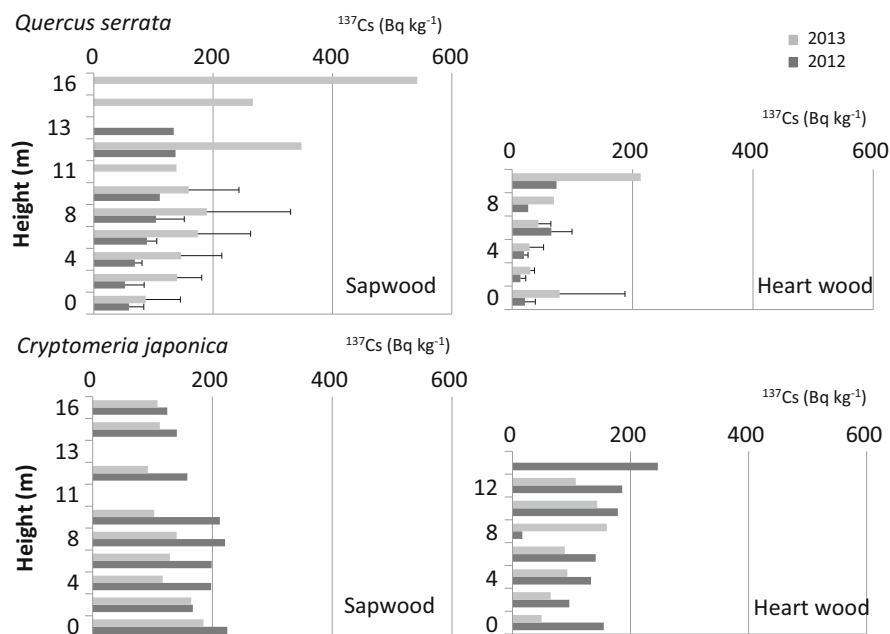 Quercus serrata
¹³⁷Cs (Bq kg⁻¹)
0 200 400 600
16
13
11
8
4
0
Height (m)
Sapwood
2013
2012
¹³⁷Cs (Bq kg⁻¹)
0 200 400 600
8
4
0
Heart wood
Cryptomeria japonica
¹³⁷Cs (Bq kg⁻¹)
0 200 400 600
16
13
11
8
4
0
Height (m)
Sapwood
¹³⁷Cs (Bq kg⁻¹)
0 200 400 600
12
8
4
0
Heart wood